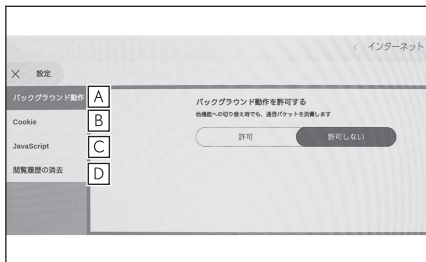 < インターネット
× 設定
バックグラウンド動作 A
Cookie B
JavaScript C
閲覧履歴の消去 D
バックグラウンド動作を許可する
他機能への切り替え時でも、通信パケットを消費します
許可 許可しない